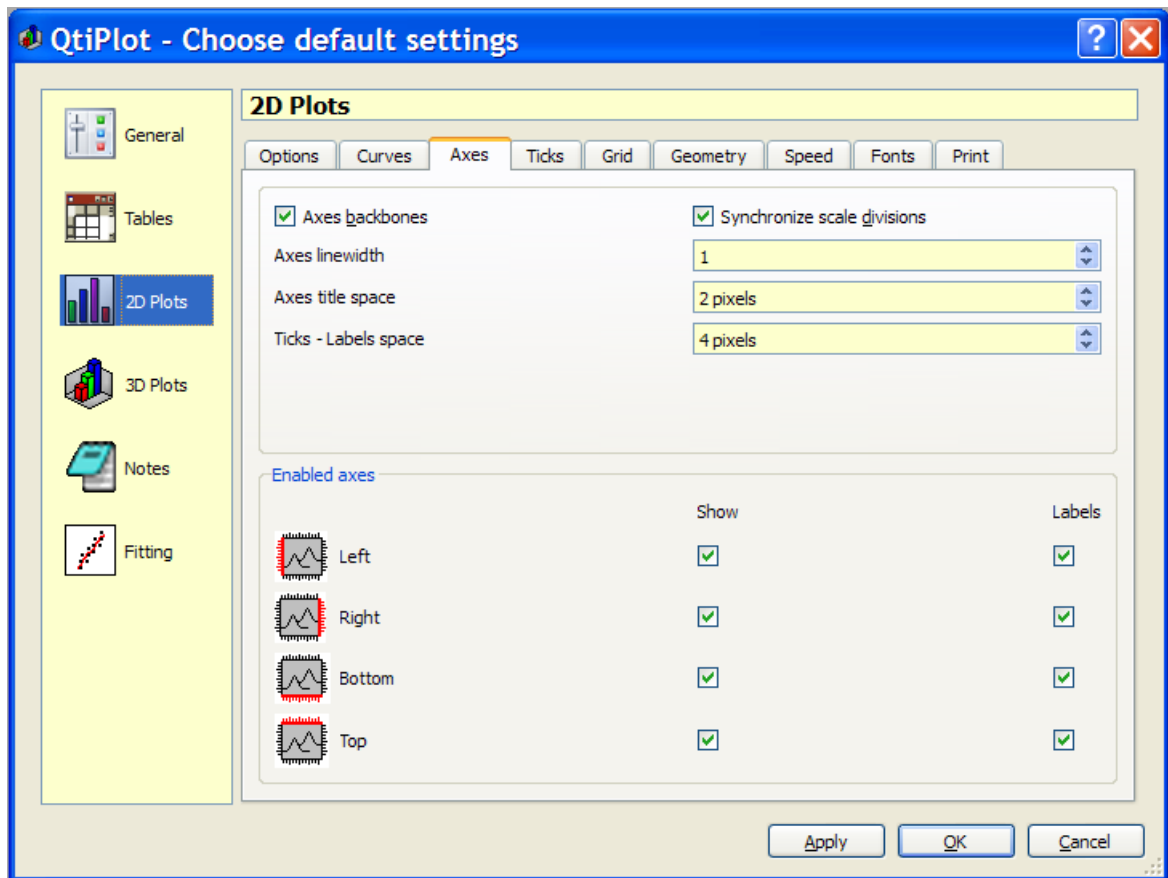 QtiPlot - Choose default settings
General
Tables
2D Plots
3D Plots
Notes
Fitting
2D Plots
Options Curves Axes Ticks Grid Geometry Speed Fonts Print
Axes backbones Synchronize scale divisions
Axes linewidth 1
Axes title space 2 pixels
Ticks - Labels space 4 pixels
Enabled axes
Show Labels
Left
Right
Bottom
Top
Apply OK Cancel